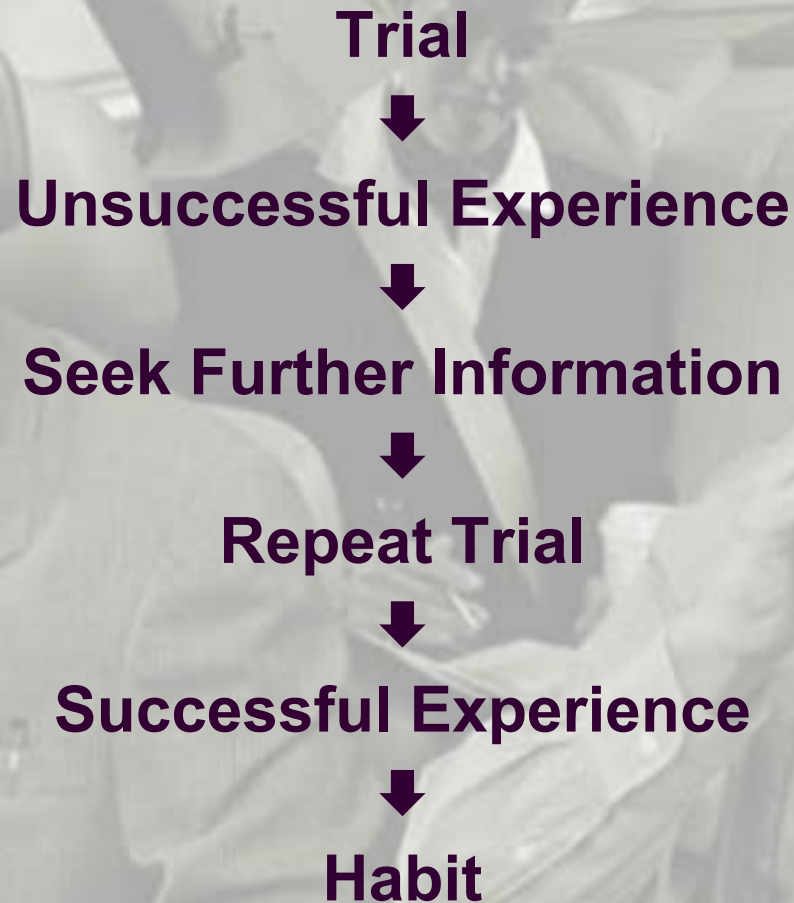 Trial
Unsuccessful Experience
Seek Further Information
Repeat Trial
Successful Experience
Habit